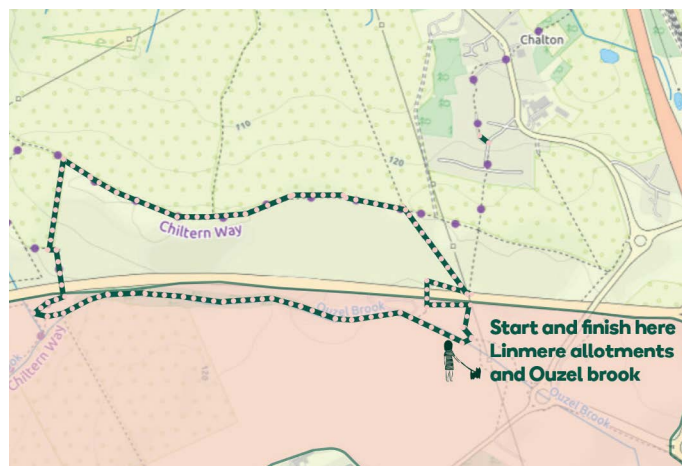 Chalton
710
120
Chiltern Way
Ouzel Brook
Start and finish here
Linmere allotments
and Ouzel brook
Chiltern Way
Ouzel Brook